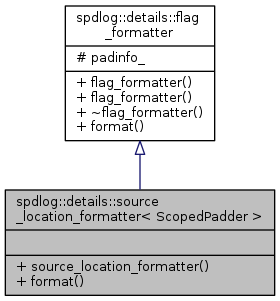 spdlog::details::flag
_formatter
# padinfo_
+ flag_formatter()
+ flag_formatter()
+ ~flag_formatter()
+ format()
spdlog::details::source
_location_formatter< ScopedPadder >
+ source_location_formatter()
+ format()